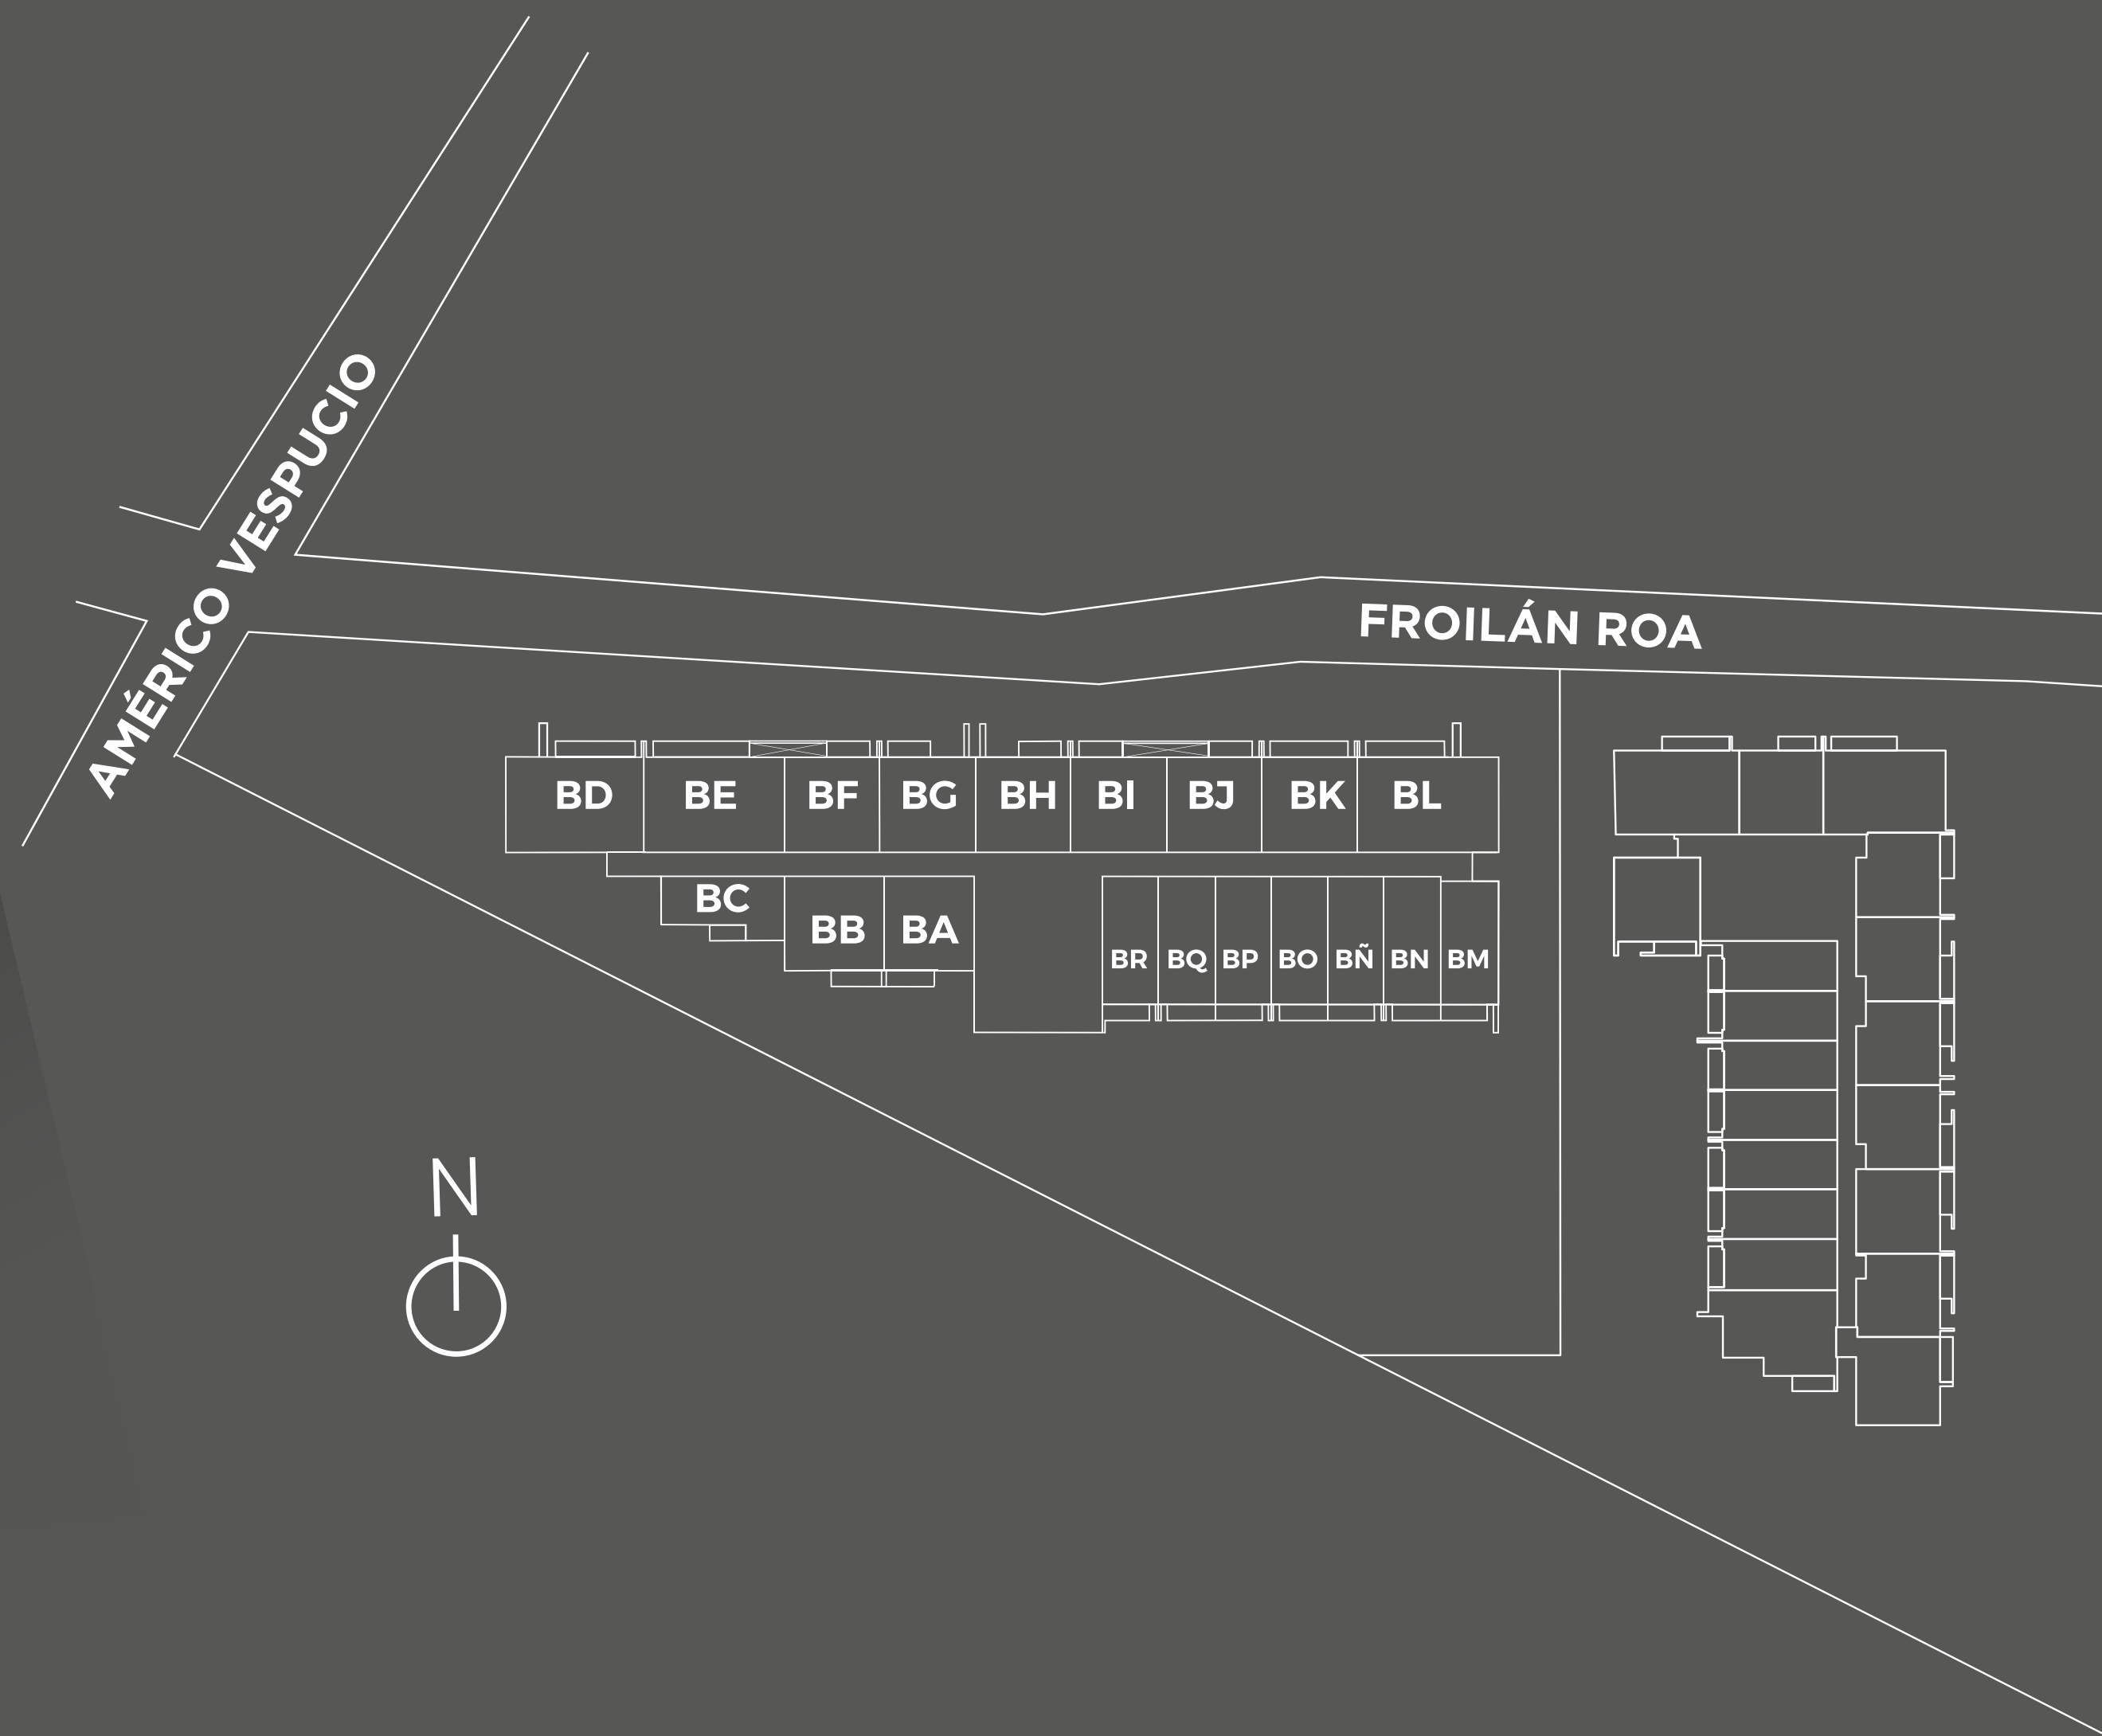 AMÉRICO VESPUCIO
FROILÁN ROA
BD BE BF BG BH BI BJ BK BL
BC
BB BA
BR BQ BP BO BÑ BN BM
N